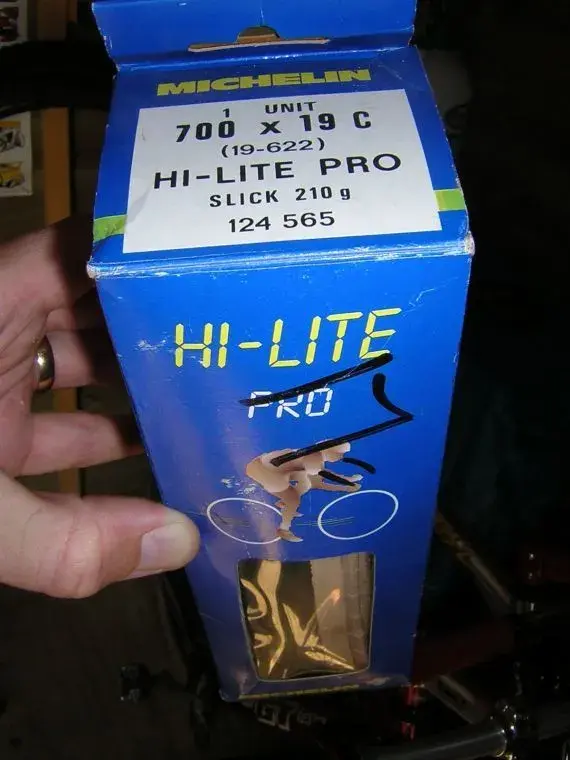 MICHELIN
1 UNIT
700 x 19 C
(19-622)
HI-LITE PRO
SLICK 210 g
124 565
HI-LITE
PRO